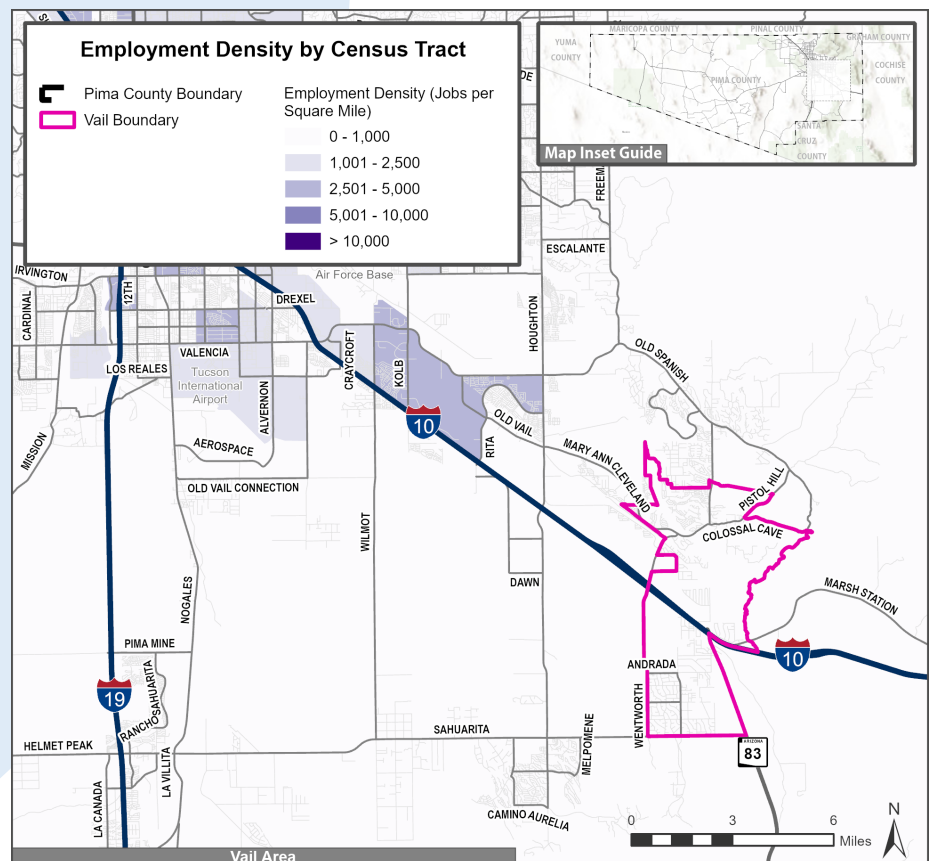 Employment Density by Census Tract
Pima County Boundary
Vail Boundary
Employment Density (Jobs per
Square Mile)
0 - 1,000
1,001 - 2,500
2,501 - 5,000
5,001 - 10,000
> 10,000
MARICOPA COUNTY
PINAL COUNTY
GRAHAM COUNTY
YUMA
COUNTY
COCHISE
COUNTY
PIMA COUNTY
SANTA
CRUZ
COUNTY
Map Inset Guide
FREEM
ESCALANTE
IRVINGTON
Air Force Base
12TH
CARDINAL
DREXEL
HOUGHTON
VALENCIA
LOS REALES
Tucson
International
Airport
CRAYCROFT
KOLB
OLD SPANISH
ALVERNON
10
OLD VAIL
MISSION
AEROSPACE
RITA
MARY ANN CLEVELAND
OLD VAIL CONNECTION
PISTOL HILL
WILMOT
COLOSSAL CAVE
NOGALES
DAWN
MARSH STATION
PIMA MINE
10
ANDRADA
RANCHO SAHUARITA
19
WENTWORTH
SAHUARITA
MELPOMENE
HELMET PEAK
LA VILLITA
ARIZONA
83
LA CANADA
CAMINO AURELIA
N
0 3 6
Miles
Vail Area